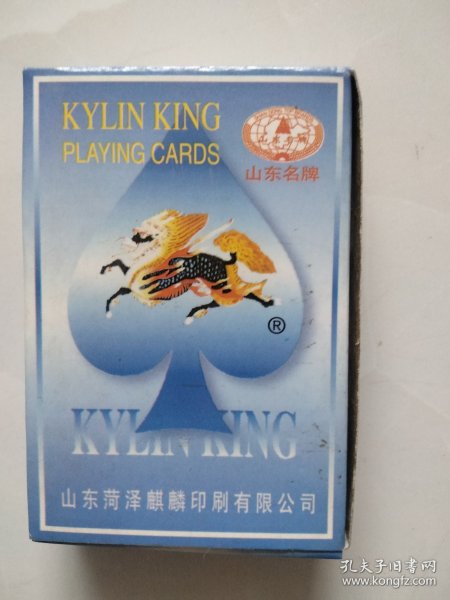 KYLIN KING
PLAYING CARDS
山东名牌
®
KYLIN KING
山东菏泽麒麟印刷有限公司
孔夫子旧书网
www.kongfz.com